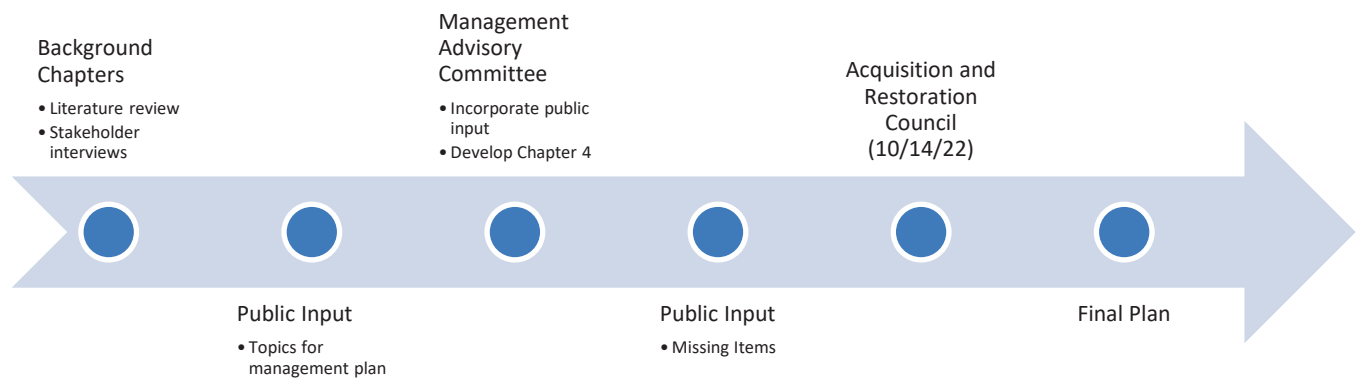 Background
Chapters
• Literature review
• Stakeholder
interviews
Public Input
• Topics for
management plan
Management
Advisory
Committee
• Incorporate public
input
• Develop Chapter 4
Public Input
• Missing Items
Acquisition and
Restoration
Council
(10/14/22)
Final Plan